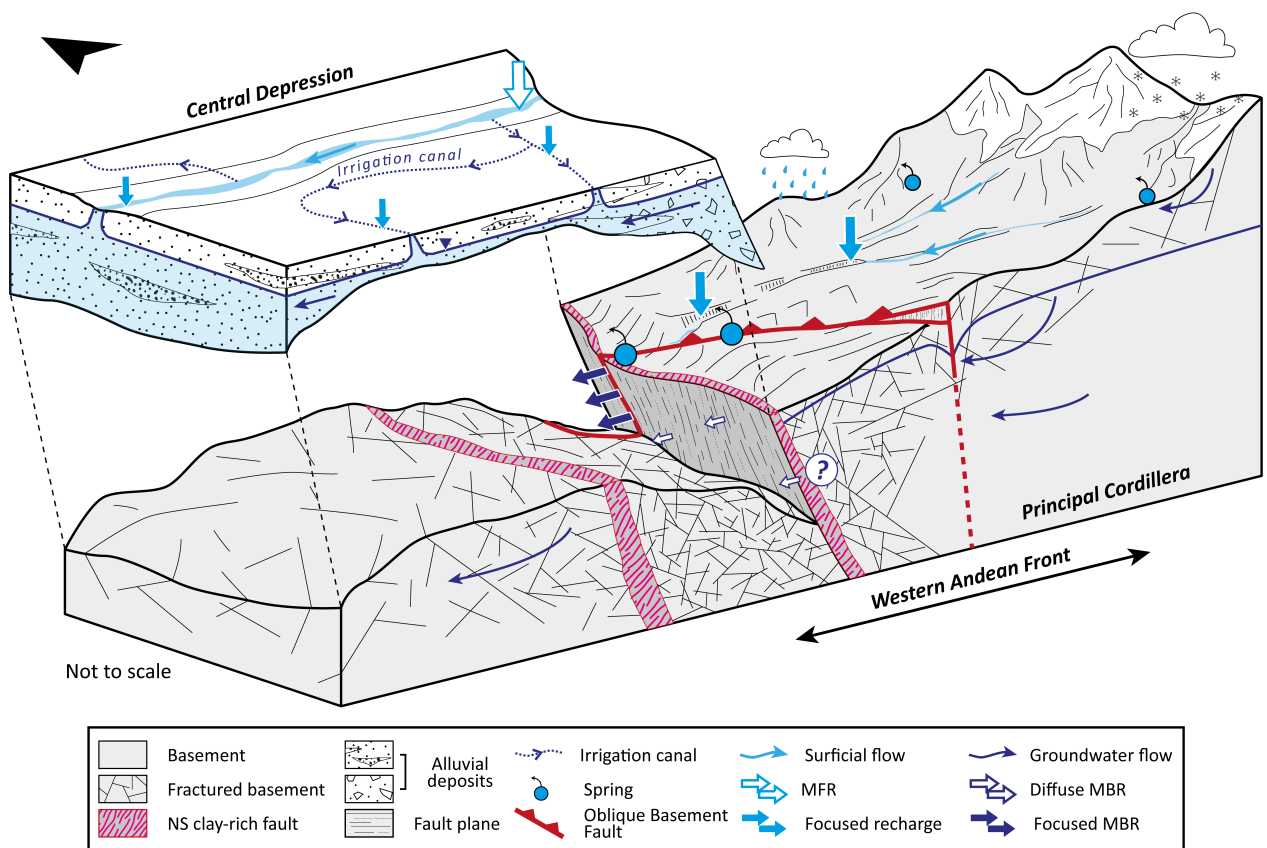 Central Depression
Irrigation canal
?
Principal Cordillera
Western Andean Front
Not to scale
Basement
Fractured basement
NS clay-rich fault
Alluvial
deposits
Fault plane
Irrigation canal
Spring
Oblique Basement
Fault
Surficial flow
MFR
Focused recharge
Groundwater flow
Diffuse MBR
Focused MBR